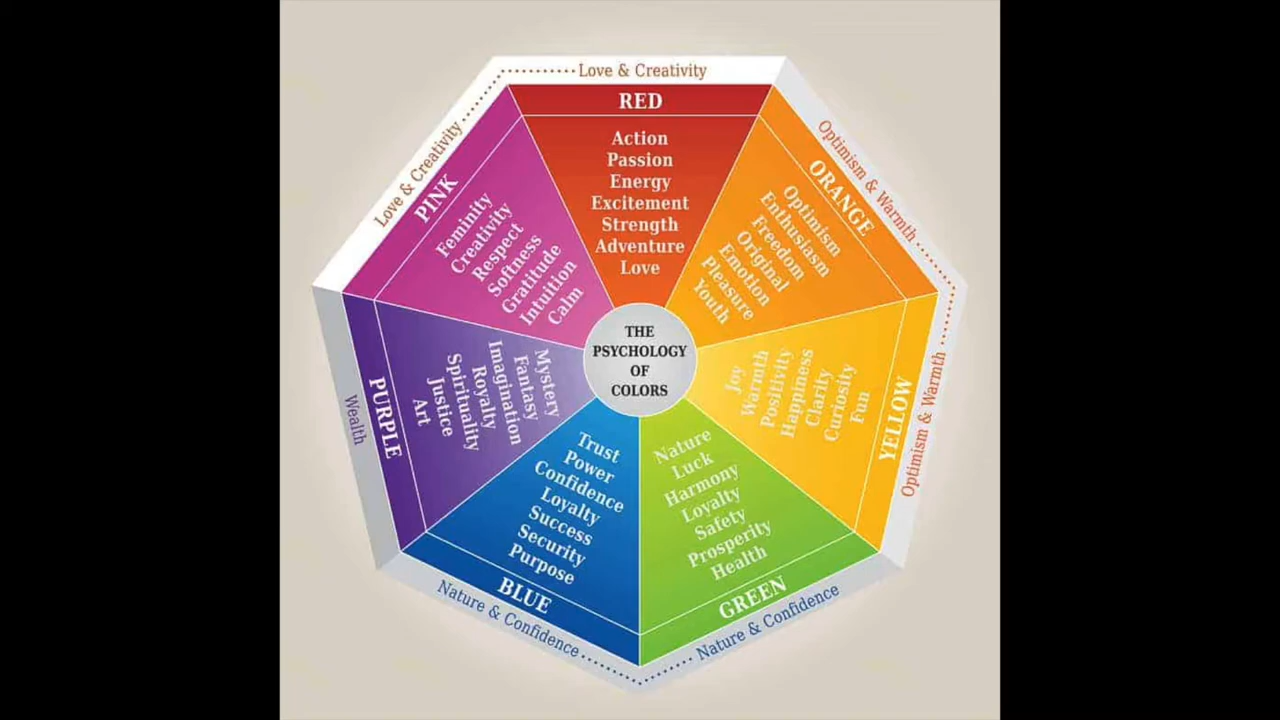 Love & Creativity
RED
Action
Passion
Energy
Excitement
Strength
Adventure
Love
Optimism & Warmth
ORANGE
Optimism
Enthusiasm
Freedom
Original
Emotion
Pleasure
Youth
Optimism & Warmth
YELLOW
Joy
Warmth
Positivity
Happiness
Clarity
Curiosity
Fun
Nature & Confidence
GREEN
Nature
Luck
Harmony
Loyalty
Safety
Prosperity
Health
Nature & Confidence
BLUE
Trust
Power
Confidence
Loyalty
Success
Security
Purpose
Wealth
PURPLE
Mystery
Fantasy
Imagination
Royalty
Spirituality
Justice
Art
Love & Creativity
PINK
Feminity
Creativity
Respect
Softness
Gratitude
Intuition
Calm
THE
PSYCHOLOGY
OF
COLORS